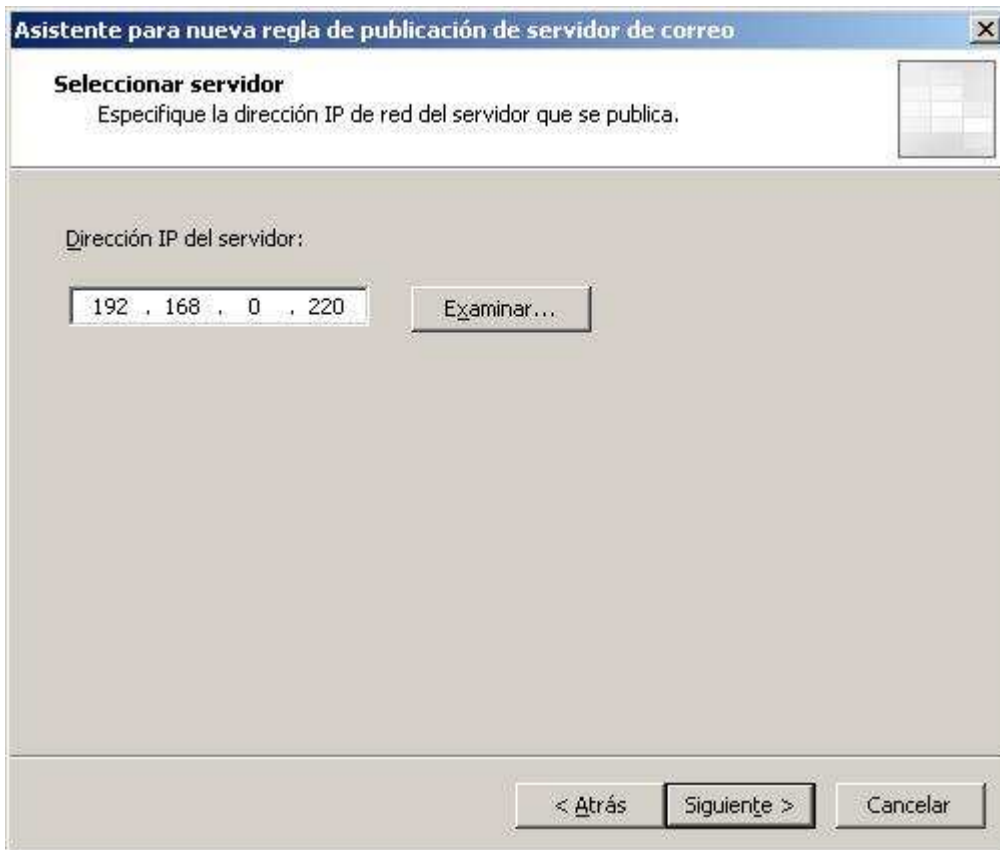 Asistente para nueva regla de publicación de servidor de correo
Seleccionar servidor
Especifique la dirección IP de red del servidor que se publica.
Dirección IP del servidor:
192 . 168 . 0 . 220 Examinar...
< Atrás Siguiente > Cancelar